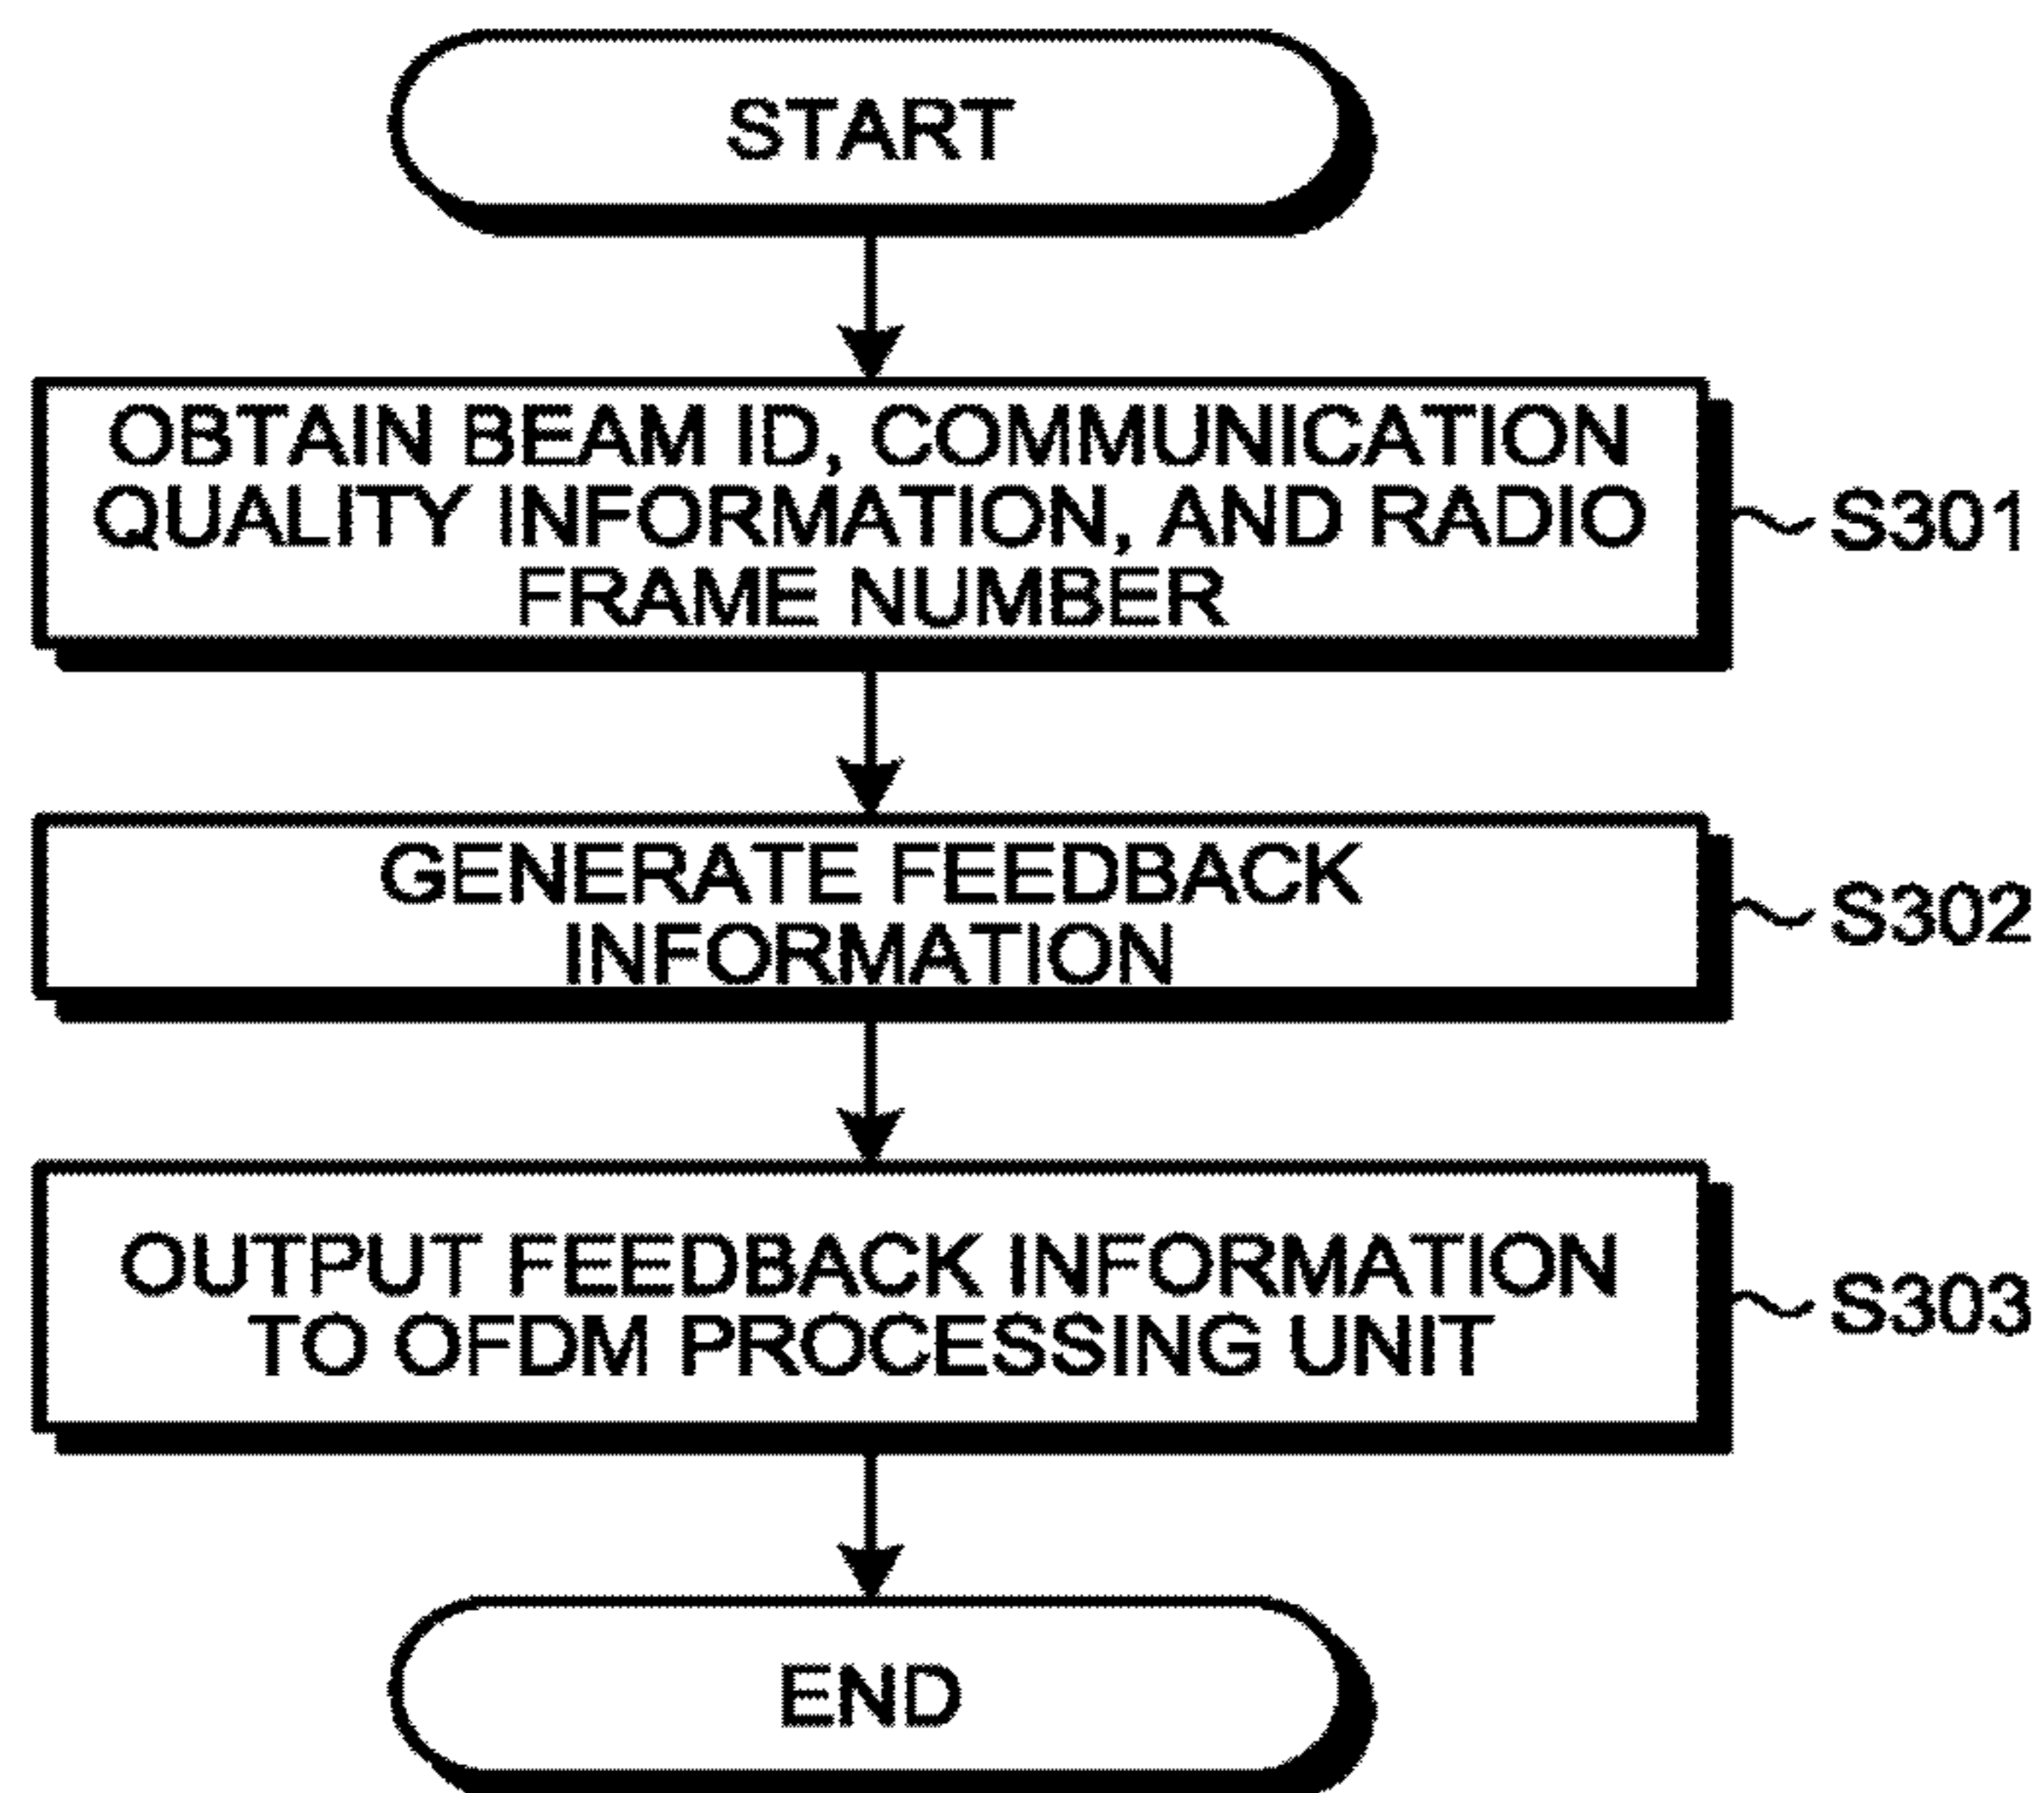 START
OBTAIN BEAM ID, COMMUNICATION
QUALITY INFORMATION, AND RADIO
FRAME NUMBER
S301
GENERATE FEEDBACK
INFORMATION
S302
OUTPUT FEEDBACK INFORMATION
TO OFDM PROCESSING UNIT
S303
END